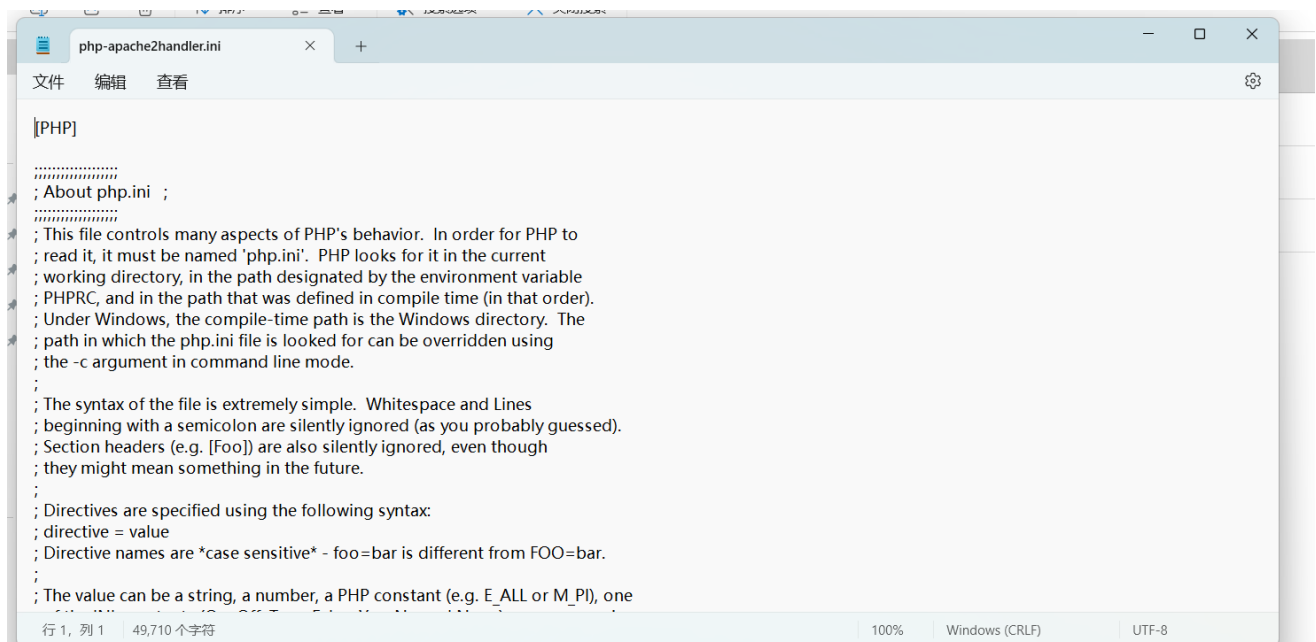 php-apache2handler.ini
文件 编辑 查看
[PHP]
;;;;;;;;;;;;;;;;;;;
; About php.ini   ;
;;;;;;;;;;;;;;;;;;;
; This file controls many aspects of PHP's behavior.  In order for PHP to
; read it, it must be named 'php.ini'.  PHP looks for it in the current
; working directory, in the path designated by the environment variable
; PHPRC, and in the path that was defined in compile time (in that order).
; Under Windows, the compile-time path is the Windows directory.  The
; path in which the php.ini file is looked for can be overridden using
; the -c argument in command line mode.
;
; The syntax of the file is extremely simple.  Whitespace and Lines
; beginning with a semicolon are silently ignored (as you probably guessed).
; Section headers (e.g. [Foo]) are also silently ignored, even though
; they might mean something in the future.
;
; Directives are specified using the following syntax:
; directive = value
; Directive names are *case sensitive* - foo=bar is different from FOO=bar.
;
; The value can be a string, a number, a PHP constant (e.g. E_ALL or M_PI), one
行 1, 列 1 49,710 个字符 100% Windows (CRLF) UTF-8